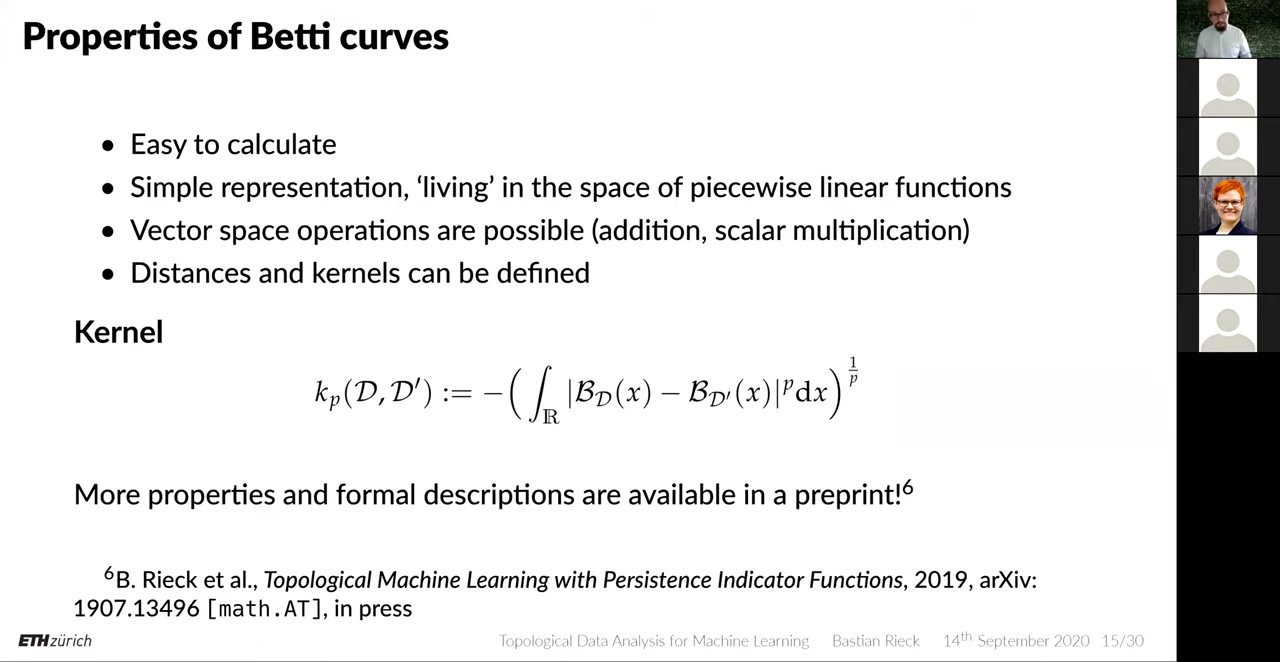 Properties of Betti curves
• Easy to calculate
• Simple representation, ‘living’ in the space of piecewise linear functions
• Vector space operations are possible (addition, scalar multiplication)
• Distances and kernels can be defined
Kernel
k_p(𝒟, 𝒟′) := −(∫_ℝ |ℬ_𝒟(x) − ℬ_𝒟′(x)|^p dx)^{1/p}
More properties and formal descriptions are available in a preprint!⁶
⁶B. Rieck et al., Topological Machine Learning with Persistence Indicator Functions, 2019, arXiv:
1907.13496 [math.AT], in press
ETHzürich Topological Data Analysis for Machine Learning Bastian Rieck 14th September 2020 15/30